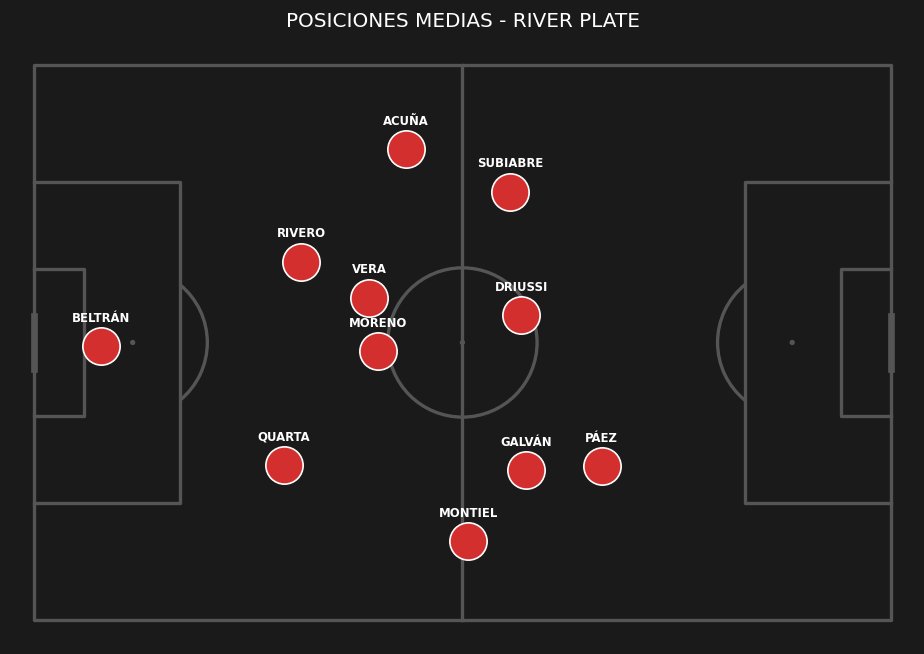 POSICIONES MEDIAS - RIVER PLATE
ACUÑA
SUBIABRE
RIVERO
VERA
DRIUSSI
BELTRÁN
MORENO
QUARTA
GALVÁN
PÁEZ
MONTIEL